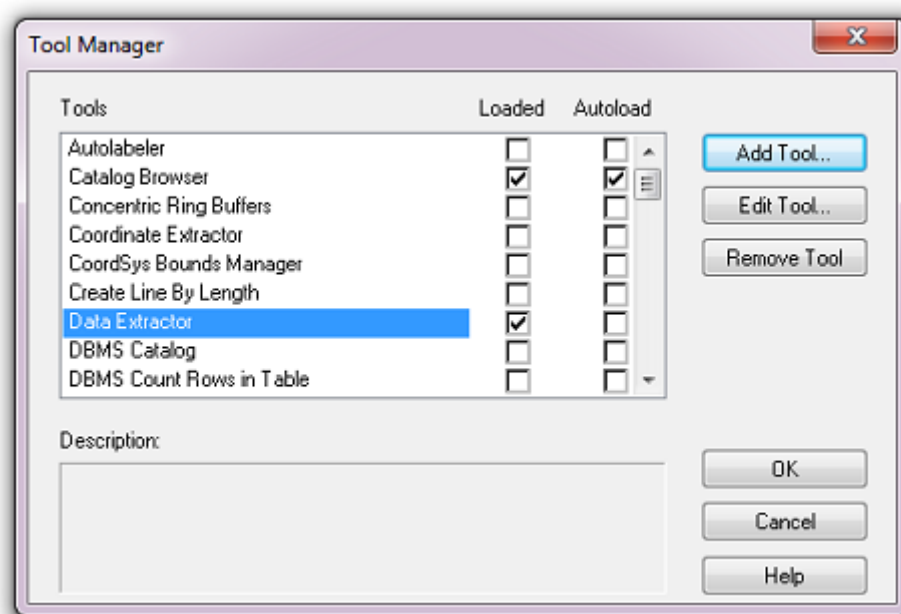 Tool Manager
Tools Loaded Autoload
Autolabeler
Catalog Browser
Concentric Ring Buffers
Coordinate Extractor
CoordSys Bounds Manager
Create Line By Length
Data Extractor
DBMS Catalog
DBMS Count Rows in Table
Add Tool...
Edit Tool...
Remove Tool
Description:
OK
Cancel
Help